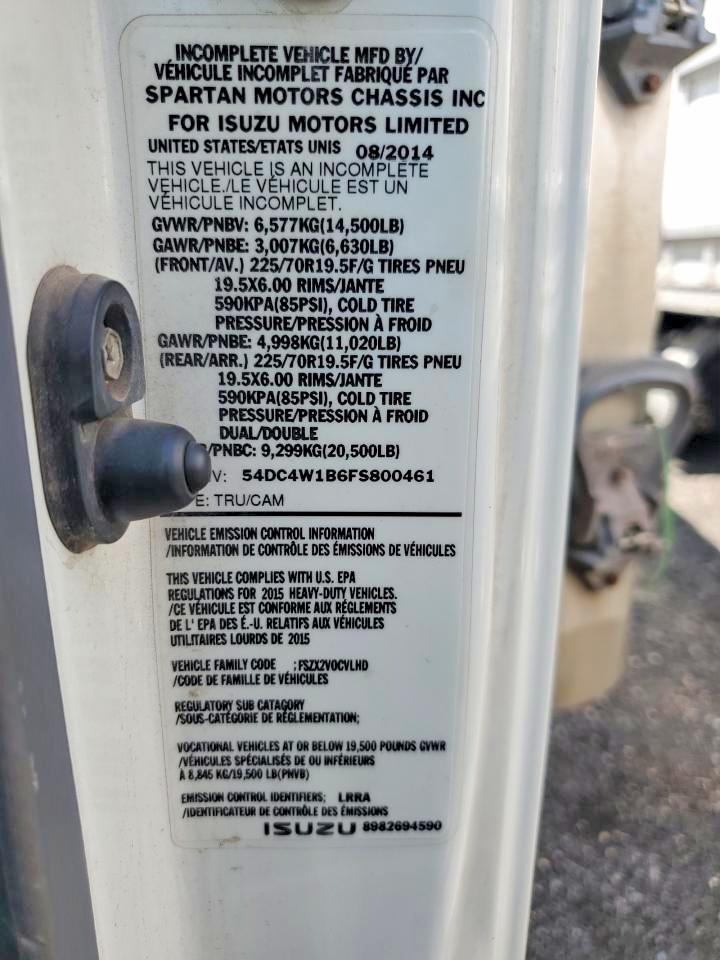 INCOMPLETE VEHICLE MFD BY/
VÉHICULE INCOMPLET FABRIQUÉ PAR
SPARTAN MOTORS CHASSIS INC
FOR ISUZU MOTORS LIMITED
UNITED STATES/ETATS UNIS 08/2014
THIS VEHICLE IS AN INCOMPLETE
VEHICLE./LE VÉHICULE EST UN
VÉHICULE INCOMPLET.
GVWR/PNBV: 6,577KG(14,500LB)
GAWR/PNBE: 3,007KG(6,630LB)
(FRONT/AV.) 225/70R19.5F/G TIRES PNEU
19.5X6.00 RIMS/JANTE
590KPA(85PSI), COLD TIRE
PRESSURE/PRESSION À FROID
GAWR/PNBE: 4,998KG(11,020LB)
(REAR/ARR.) 225/70R19.5F/G TIRES PNEU
19.5X6.00 RIMS/JANTE
590KPA(85PSI), COLD TIRE
PRESSURE/PRESSION À FROID
DUAL/DOUBLE
/PNBC: 9,299KG(20,500LB)
V: 54DC4W1B6FS800461
E: TRU/CAM
VEHICLE EMISSION CONTROL INFORMATION
/INFORMATION DE CONTRÔLE DES ÉMISSIONS DE VÉHICULES
THIS VEHICLE COMPLIES WITH U.S. EPA
REGULATIONS FOR 2015 HEAVY-DUTY VEHICLES.
/CE VÉHICULE EST CONFORME AUX RÉGLEMENTS
DE L' EPA DES É.-U. RELATIFS AUX VÉHICULES
UTILITAIRES LOURDS DE 2015
VEHICLE FAMILY CODE ;FSZX2VOCVLHD
/CODE DE FAMILLE DE VÉHICULES
REGULATORY SUB CATAGORY
/SOUS-CATÉGORIE DE RÉGLEMENTATION;
VOCATIONAL VEHICLES AT OR BELOW 19,500 POUNDS GVWR
/VÉHICULES SPÉCIALISÉS DE OU INFÉRIEURS
À 8,845 KG/19,500 LB(PNVB)
EMISSION CONTROL IDENTIFIERS; LRRA
/IDENTIFICATEUR DE CONTRÔLE DES ÉMISSIONS
ISUZU 8982694590